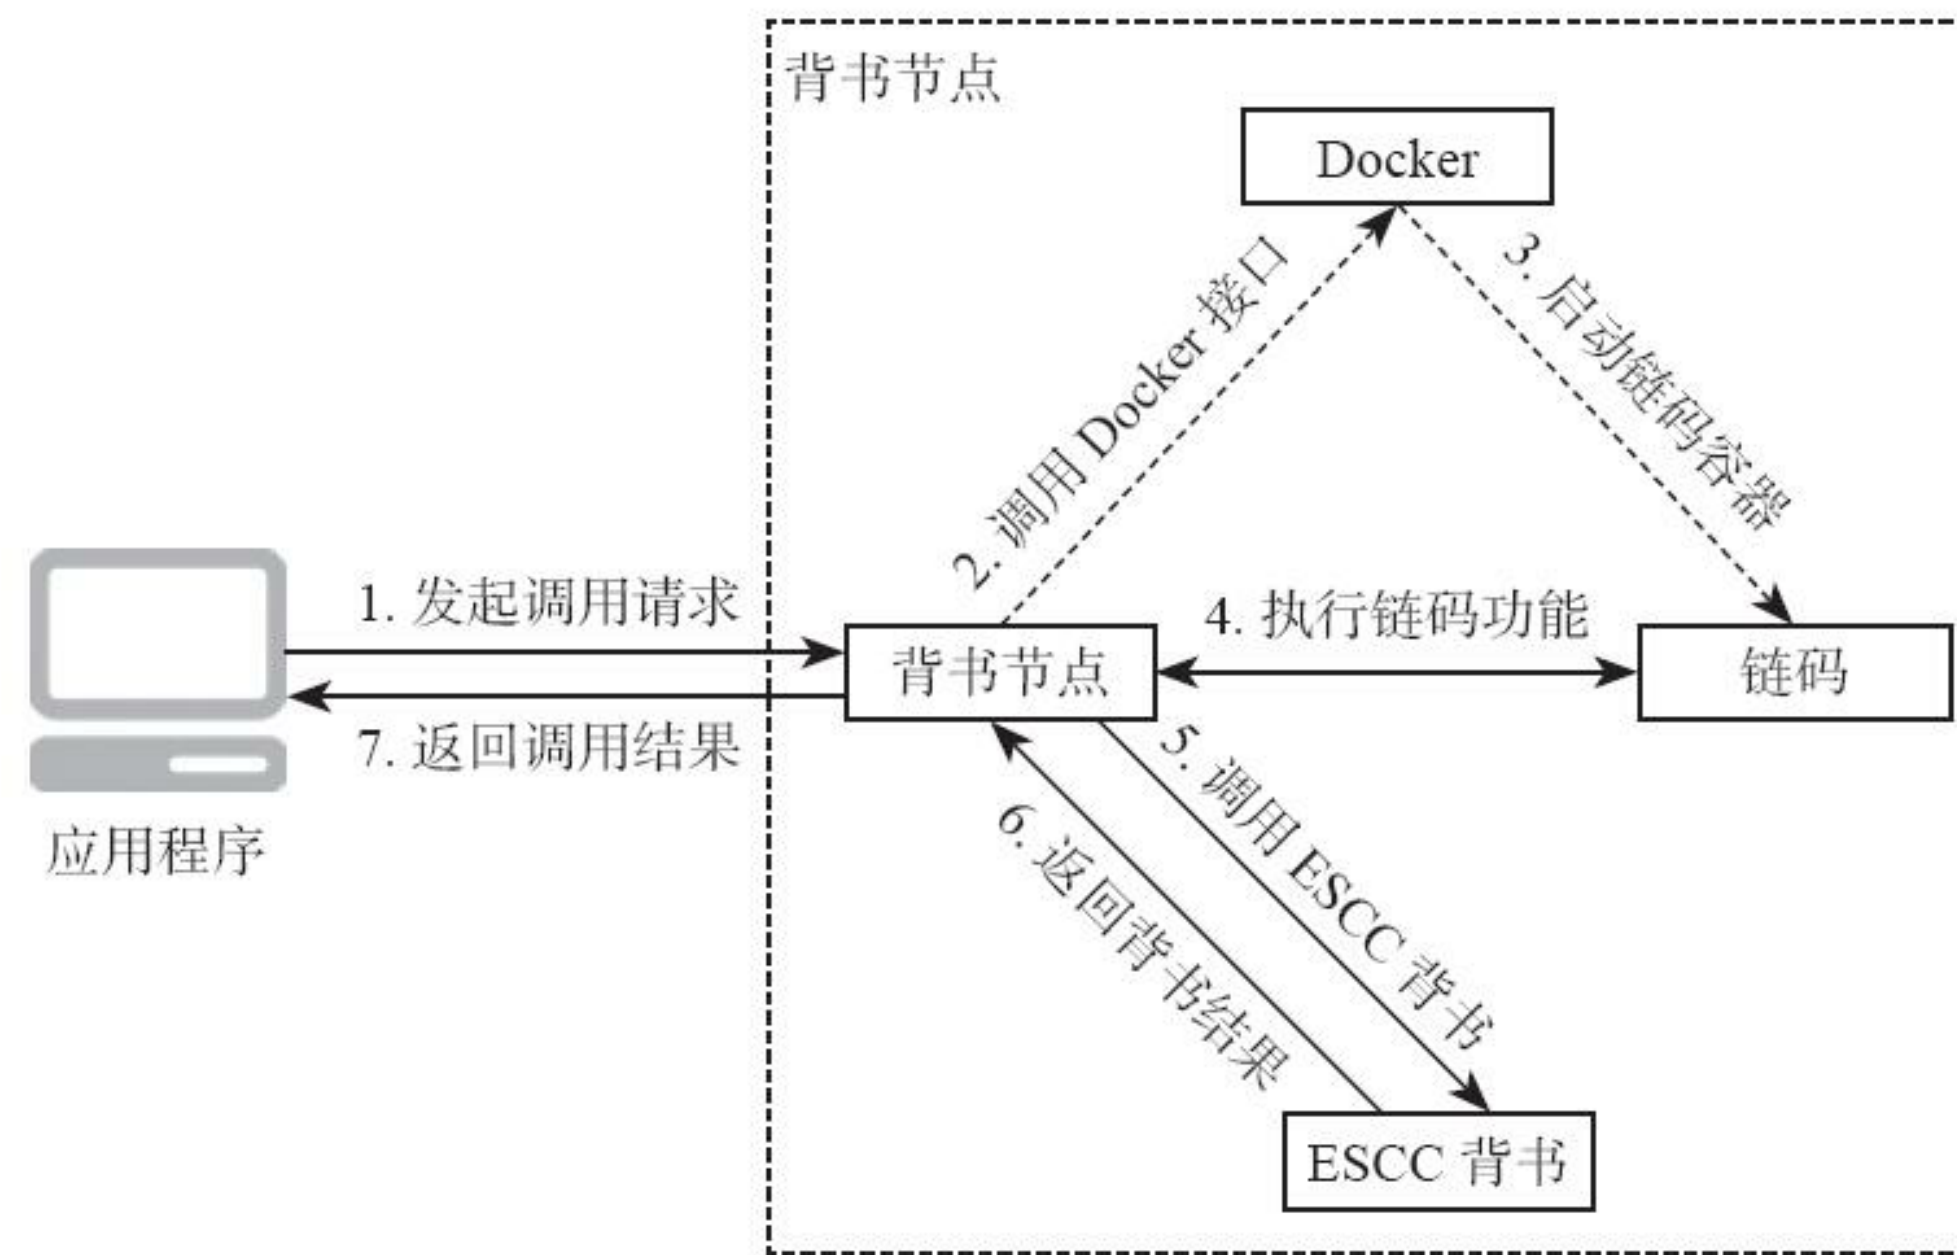 背书节点
Docker
2. 调用 Docker 接口
3. 启动链码容器
1. 发起调用请求
4. 执行链码功能
背书节点
链码
7. 返回调用结果
5. 调用 ESCC 背书
6. 返回背书结果
应用程序
ESCC 背书